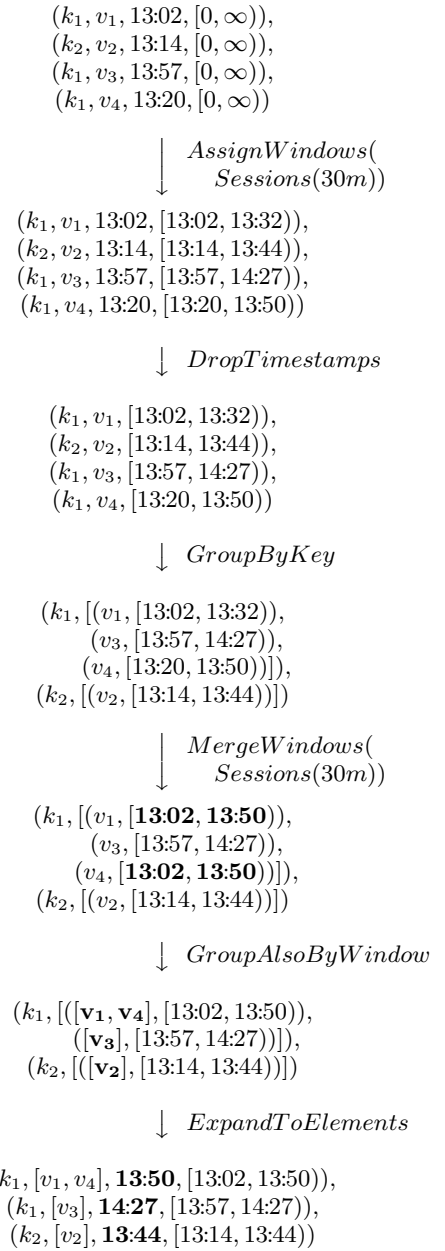 (k₁, v₁, 13:02, [0, ∞)),
(k₂, v₂, 13:14, [0, ∞)),
(k₁, v₃, 13:57, [0, ∞)),
(k₁, v₄, 13:20, [0, ∞))
↓ AssignWindows(
Sessions(30m))
(k₁, v₁, 13:02, [13:02, 13:32)),
(k₂, v₂, 13:14, [13:14, 13:44)),
(k₁, v₃, 13:57, [13:57, 14:27)),
(k₁, v₄, 13:20, [13:20, 13:50))
↓ DropTimestamps
(k₁, v₁, [13:02, 13:32)),
(k₂, v₂, [13:14, 13:44)),
(k₁, v₃, [13:57, 14:27)),
(k₁, v₄, [13:20, 13:50))
↓ GroupByKey
(k₁, [(v₁, [13:02, 13:32)),
(v₃, [13:57, 14:27)),
(v₄, [13:20, 13:50))]),
(k₂, [(v₂, [13:14, 13:44))])
↓ MergeWindows(
Sessions(30m))
(k₁, [(v₁, [13:02, 13:50)),
(v₃, [13:57, 14:27)),
(v₄, [13:02, 13:50))]),
(k₂, [(v₂, [13:14, 13:44))])
↓ GroupAlsoByWindow
(k₁, [([v₁, v₄], [13:02, 13:50)),
([v₃], [13:57, 14:27))]),
(k₂, [([v₂], [13:14, 13:44))])
↓ ExpandToElements
k₁, [v₁, v₄], 13:50, [13:02, 13:50)),
(k₁, [v₃], 14:27, [13:57, 14:27)),
(k₂, [v₂], 13:44, [13:14, 13:44))